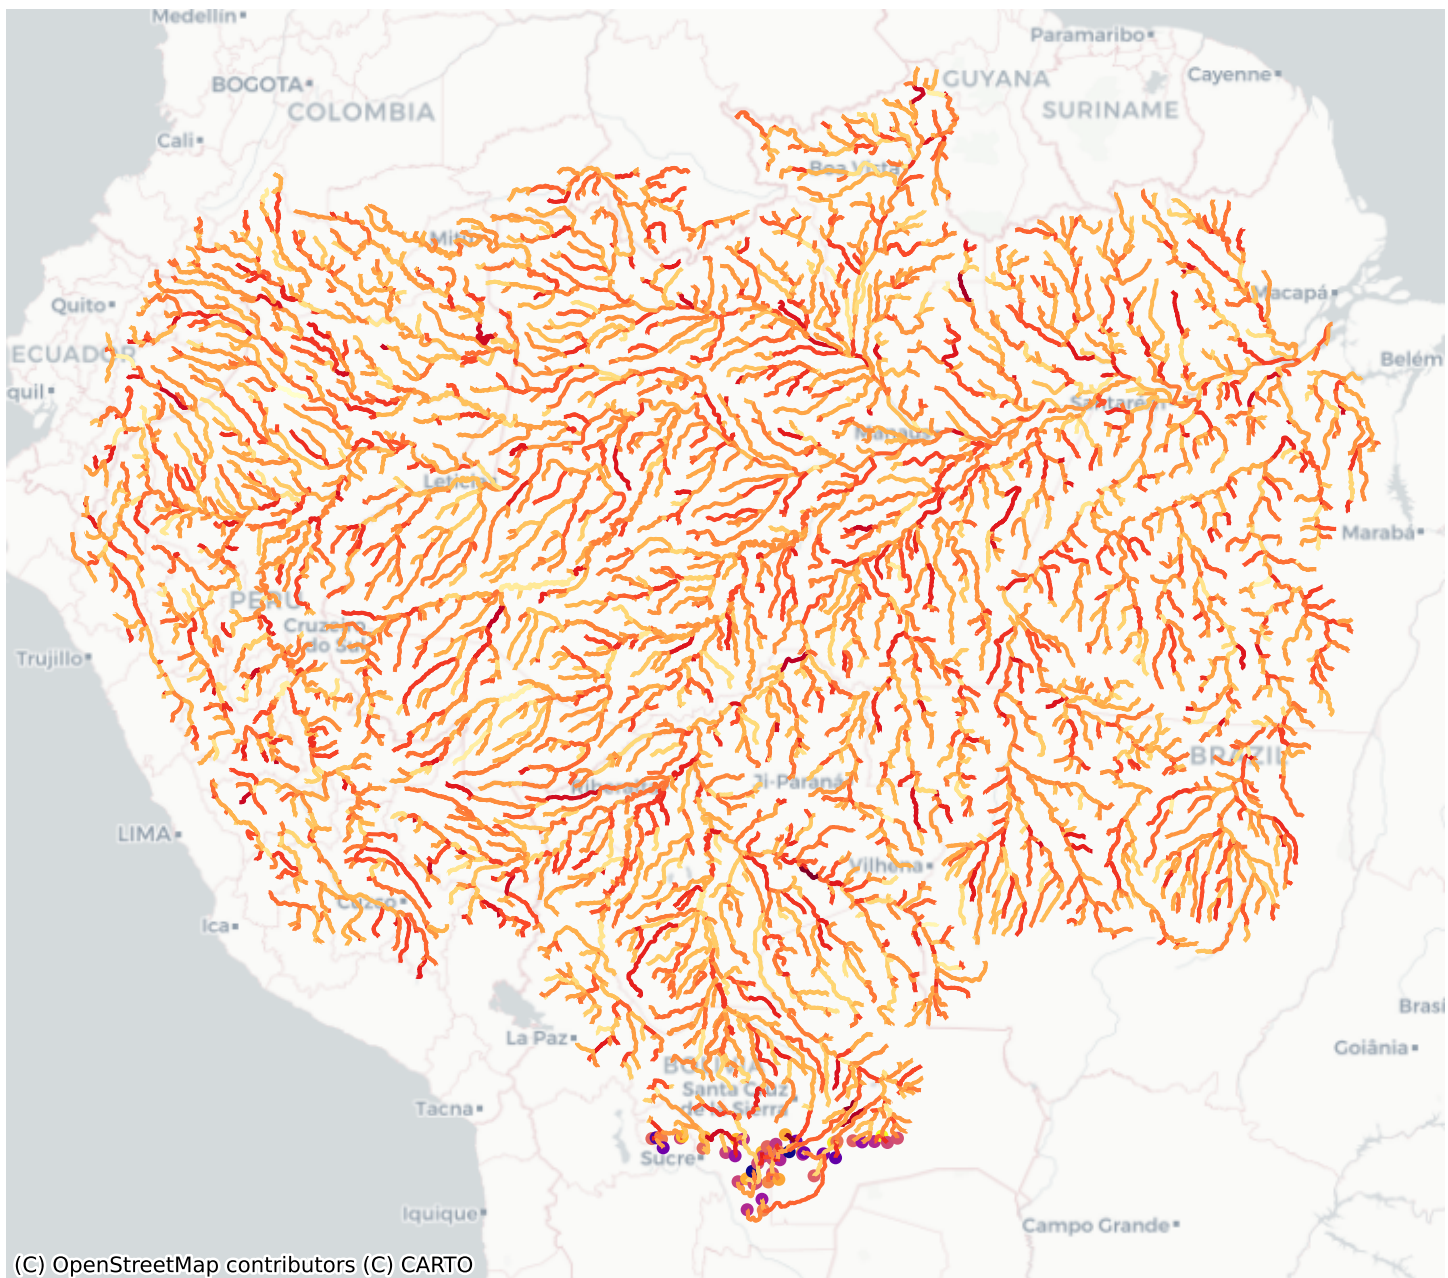 Medellín
Paramaribo
Cayenne
GUYANA
BOGOTA
COLOMBIA
SURINAME
Cali
Boa Vista
Mitú
Quito
Macapá
ECUADOR
Belém
quil
Santarém
Manaus
Leticia
Marabá
PERU
Cruzeiro
do Sul
Trujillo
BRAZIL
Riberalta
Ji-Paraná
LIMA
Vilhena
Cuzco
Ica
Brasí
La Paz
Goiânia
BOLIVIA
Santa Cruz
de la Sierra
Tacna
Sucre
Iquique
Campo Grande
(C) OpenStreetMap contributors (C) CARTO